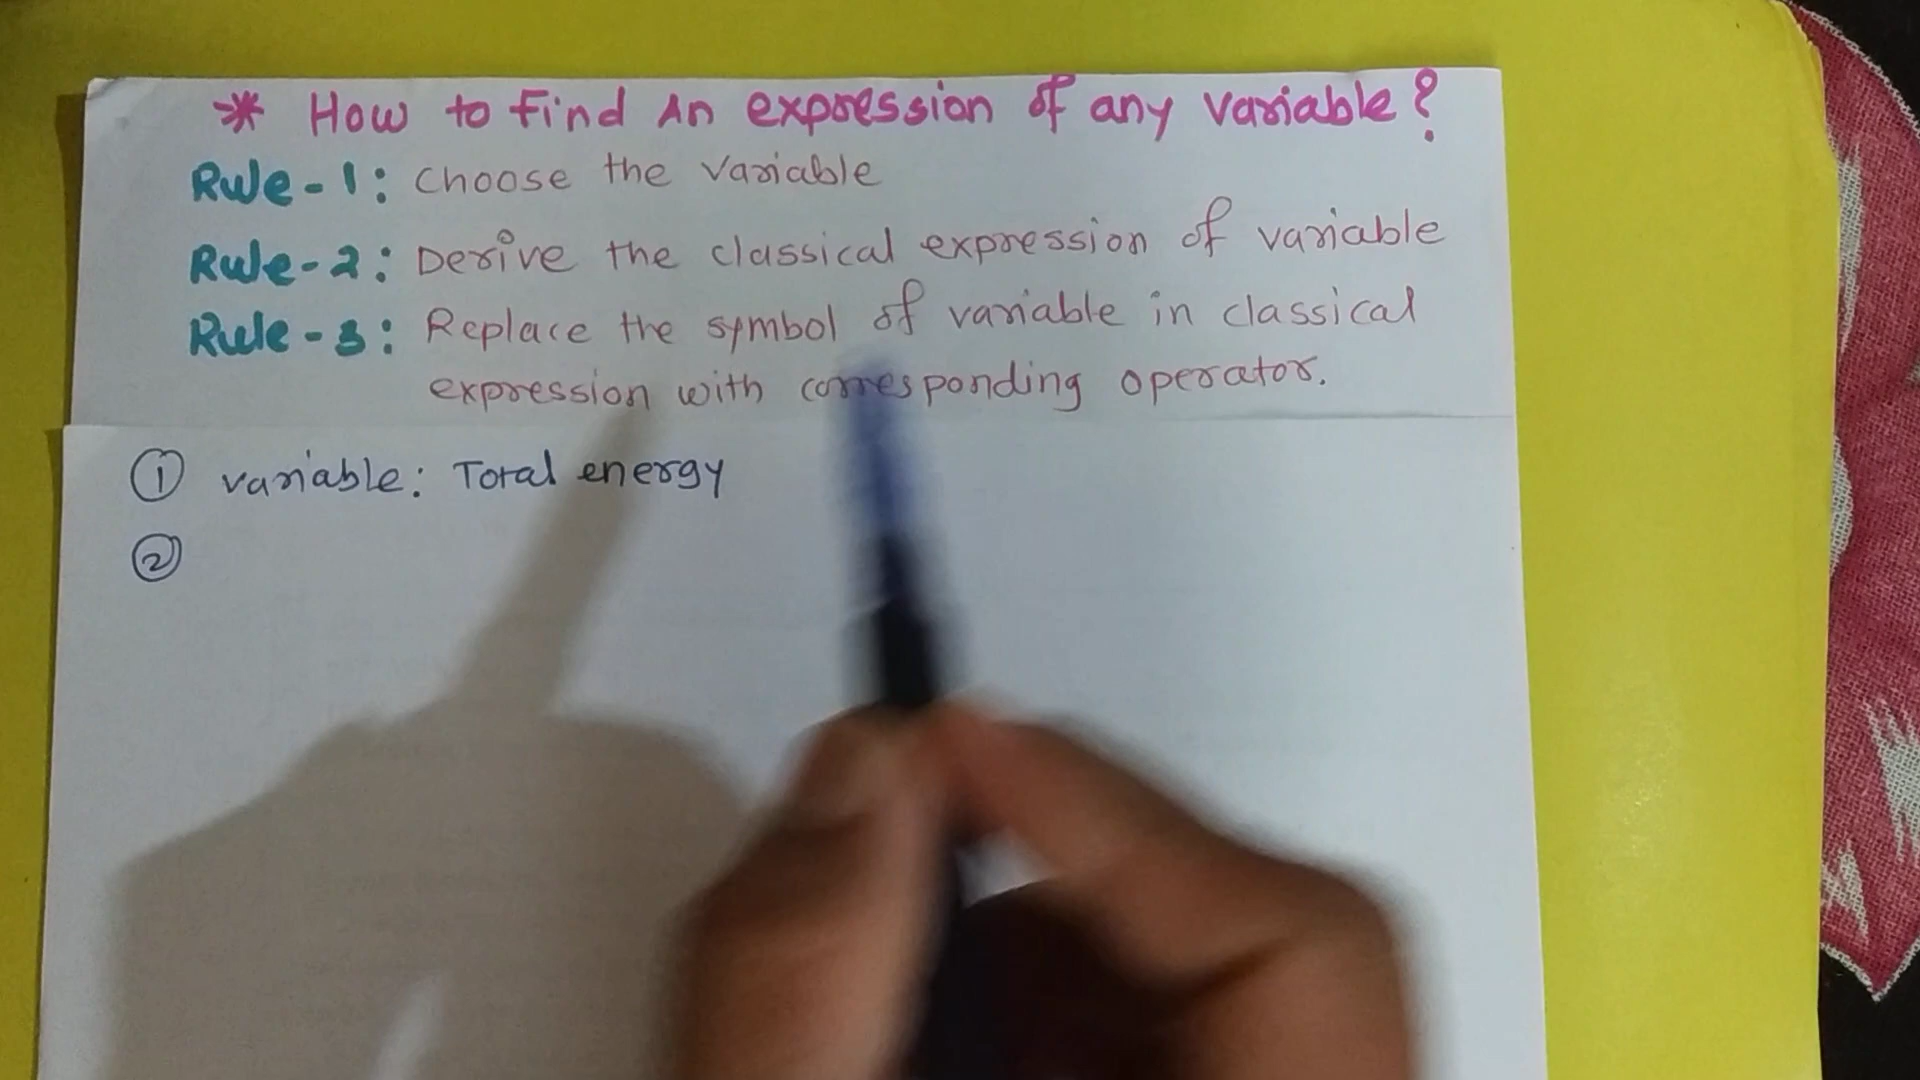 * How to find An expression of any variable?
Rule-1: Choose the variable
Rule-2: Derive the classical expression of variable
Rule-3: Replace the symbol of variable in classical
expression with corresponding operator.
① variable: Total energy
②